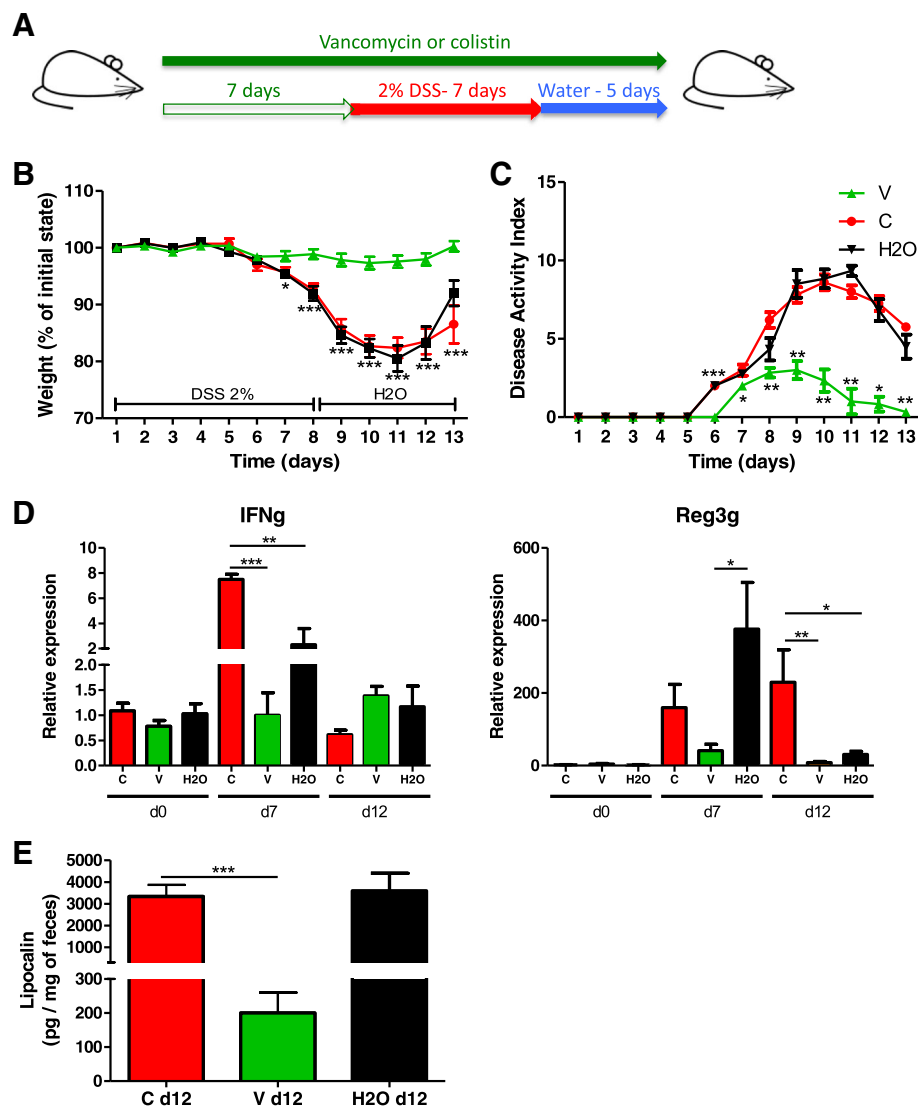 A
Vancomycin or colistin
7 days
2% DSS- 7 days
Water - 5 days
B
Weight (% of initial state)
110
100
90
80
70
*
***
***
***
***
***
***
DSS 2%
H2O
1 2 3 4 5 6 7 8 9 10 11 12 13
Time (days)
C
Disease Activity Index
15
10
5
0
V
C
H2O
***
*
**
**
**
**
*
**
1 2 3 4 5 6 7 8 9 10 11 12 13
Time (days)
D
IFNg
Relative expression
10
8
6
4
2
2.0
1.5
1.0
0.5
0.0
**
***
C V H2O C V H2O C V H2O
d0 d7 d12
Reg3g
Relative expression
600
400
200
0
*
*
**
C V H2O C V H2O C V H2O
d0 d7 d12
E
Lipocalin
(pg / mg of feces)
5000
4000
3000
2000
1000
300
200
100
0
***
C d12 V d12 H2O d12